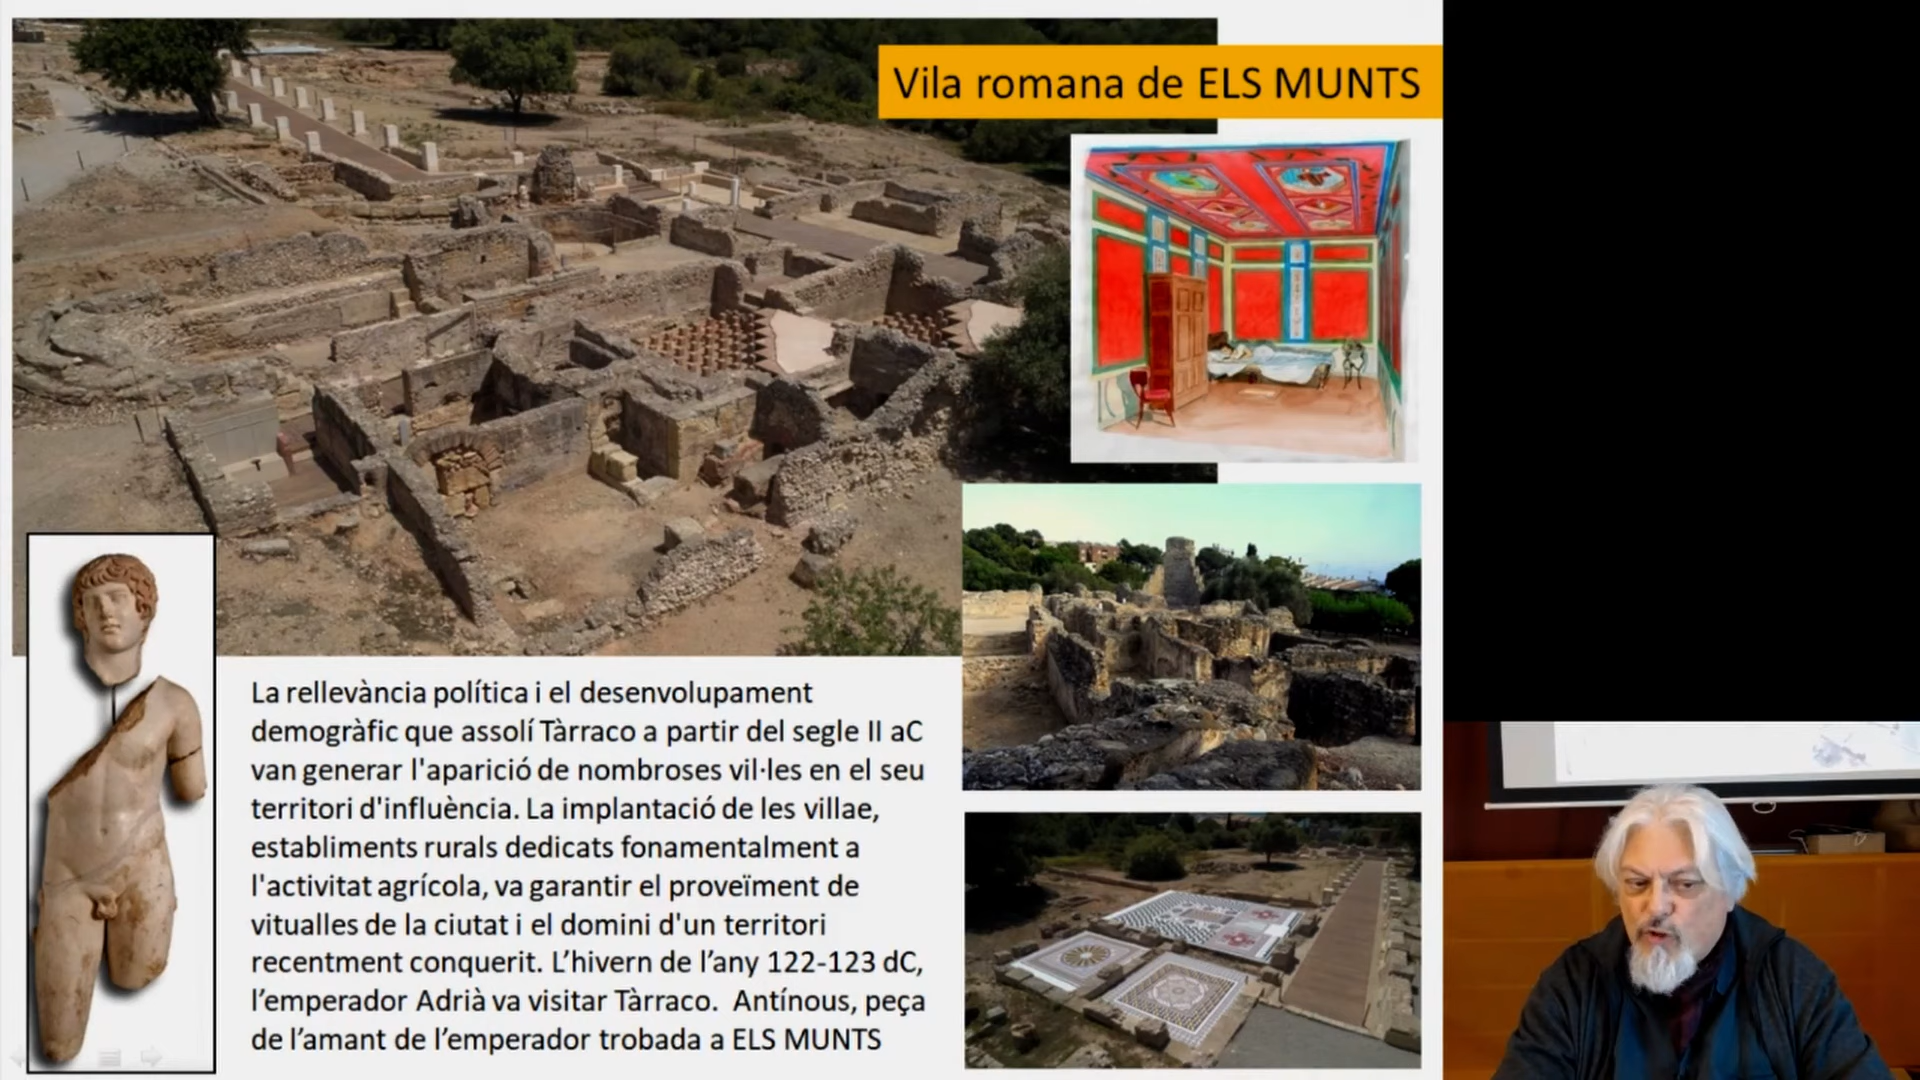 Vila romana de ELS MUNTS
La rellevància política i el desenvolupament
demogràfic que assolí Tàrraco a partir del segle II aC
van generar l'aparició de nombroses vil·les en el seu
territori d'influència. La implantació de les villae,
establiments rurals dedicats fonamentalment a
l'activitat agrícola, va garantir el proveïment de
vitualles de la ciutat i el domini d'un territori
recentment conquerit. L’hivern de l’any 122-123 dC,
l’emperador Adrià va visitar Tàrraco. Antínous, peça
de l’amant de l’emperador trobada a ELS MUNTS